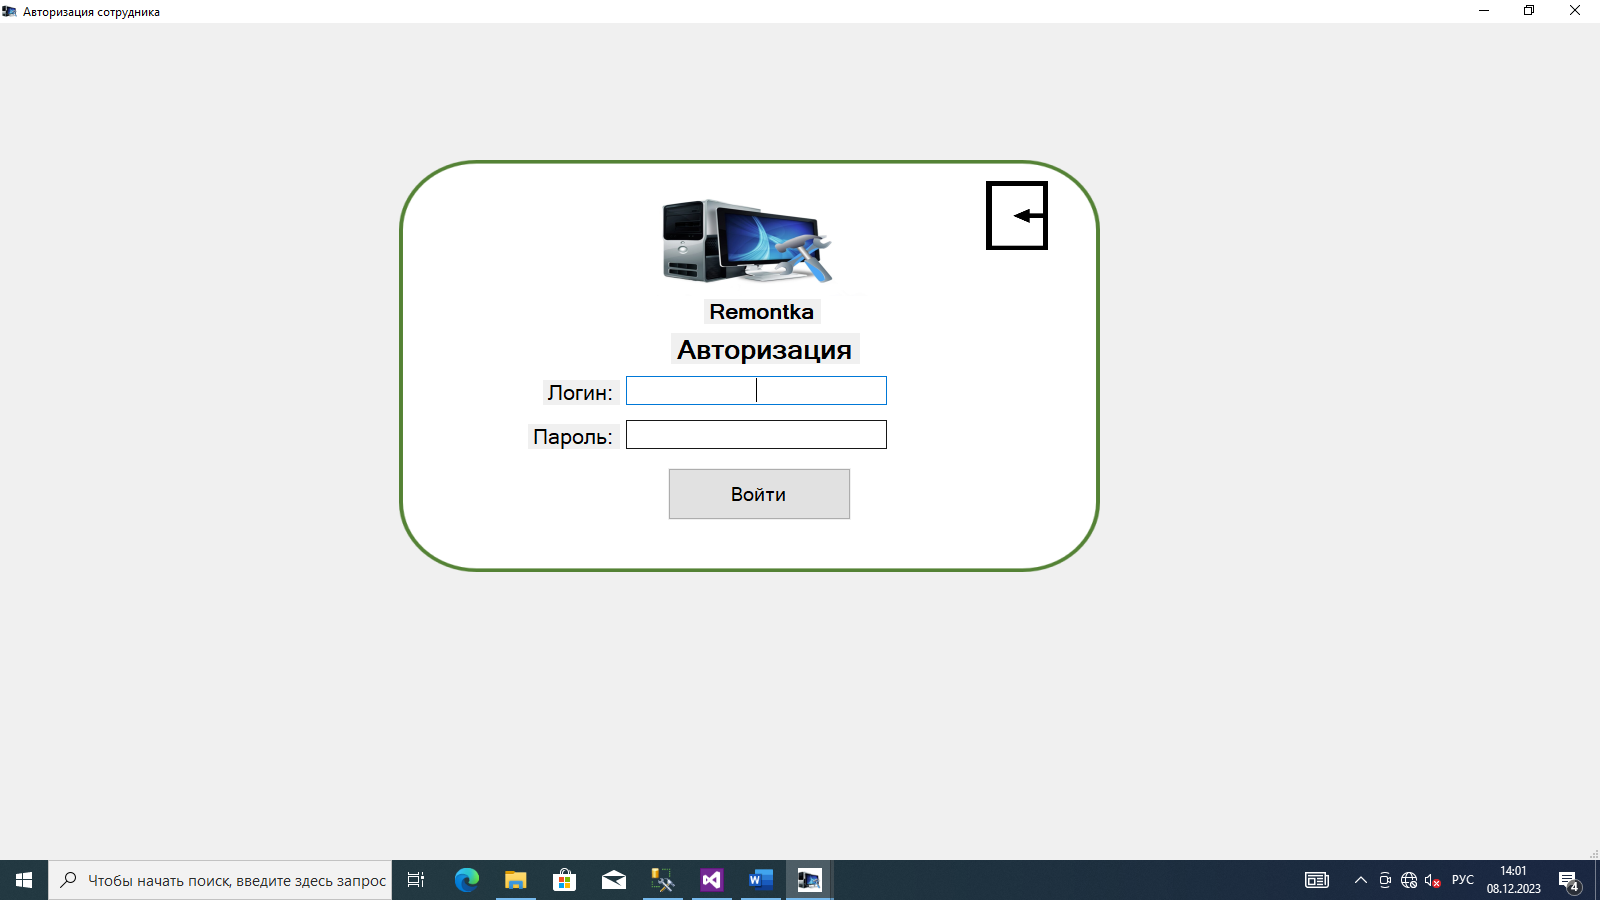 Авторизация сотрудника
Remontka
Авторизация
Логин:
Пароль:
Войти
Чтобы начать поиск, введите здесь запрос
W
РУС
14:01
08.12.2023
4